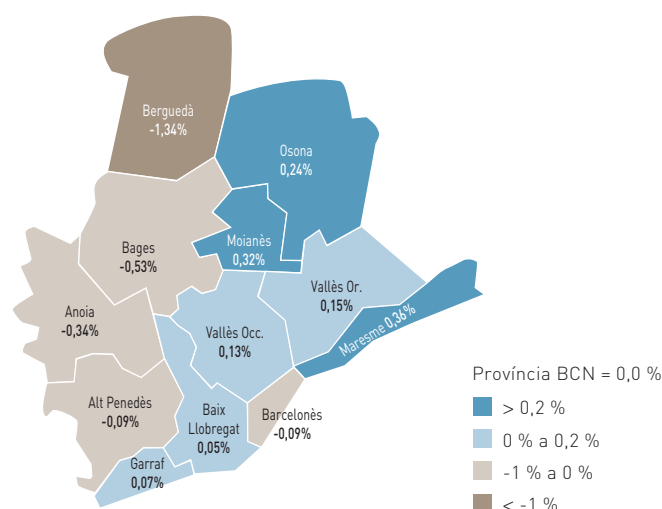 Berguedà
-1,34%
Osona
0,24%
Moianès
0,32%
Bages
-0,53%
Vallès Or.
0,15%
Maresme 0,36%
Anoia
-0,34%
Vallès Occ.
0,13%
Alt Penedès
-0,09%
Baix
Llobregat
0,05%
Barcelonès
-0,09%
Garraf
0,07%
Província BCN = 0,0 %
> 0,2 %
0 % a 0,2 %
-1 % a 0 %
< -1 %